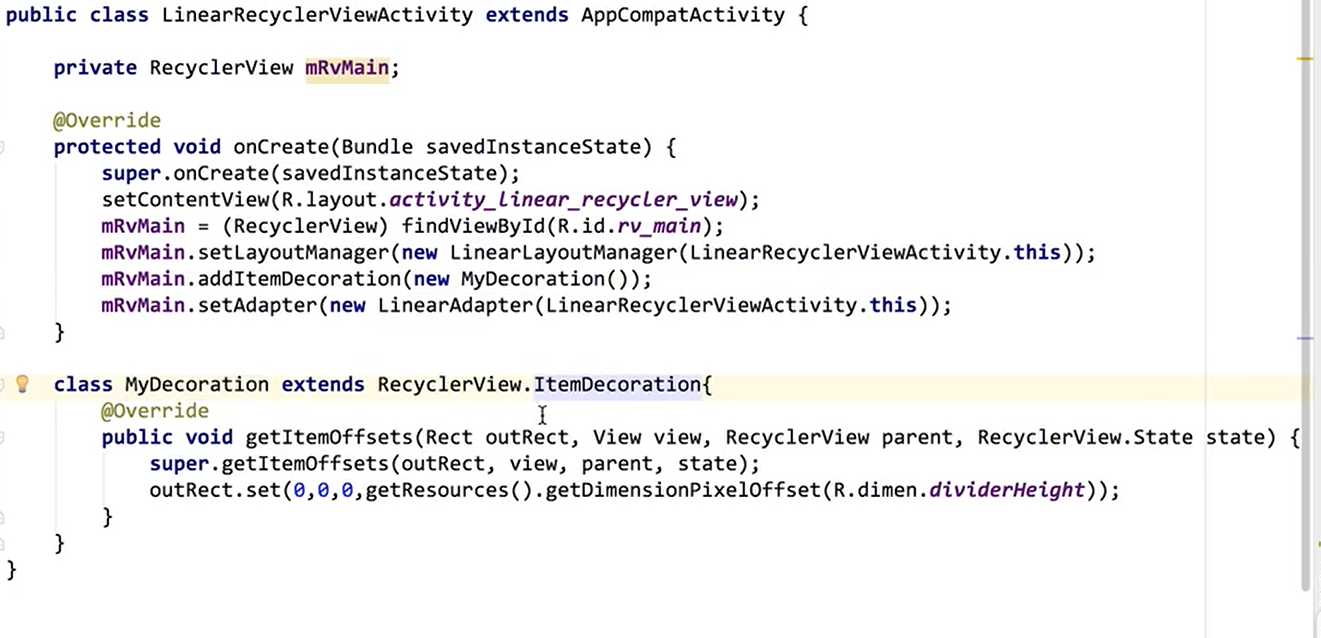 public class LinearRecyclerViewActivity extends AppCompatActivity {
private RecyclerView mRvMain;
@Override
protected void onCreate(Bundle savedInstanceState) {
super.onCreate(savedInstanceState);
setContentView(R.layout.activity_linear_recycler_view);
mRvMain = (RecyclerView) findViewById(R.id.rv_main);
mRvMain.setLayoutManager(new LinearLayoutManager(LinearRecyclerViewActivity.this));
mRvMain.addItemDecoration(new MyDecoration());
mRvMain.setAdapter(new LinearAdapter(LinearRecyclerViewActivity.this));
}
class MyDecoration extends RecyclerView.ItemDecoration{
@Override
public void getItemOffsets(Rect outRect, View view, RecyclerView parent, RecyclerView.State state) {
super.getItemOffsets(outRect, view, parent, state);
outRect.set(0,0,0,getResources().getDimensionPixelOffset(R.dimen.dividerHeight));
}
}
}